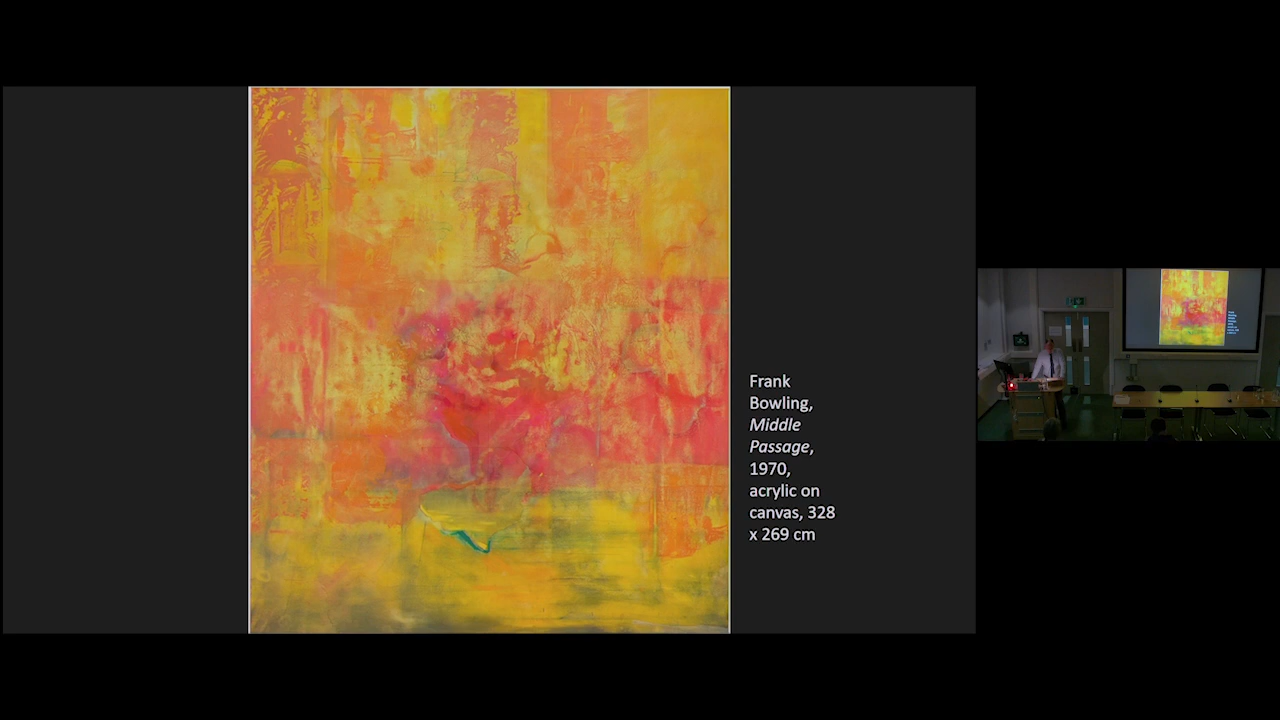 Frank
Bowling,
Middle
Passage,
1970,
acrylic on
canvas, 328
x 269 cm